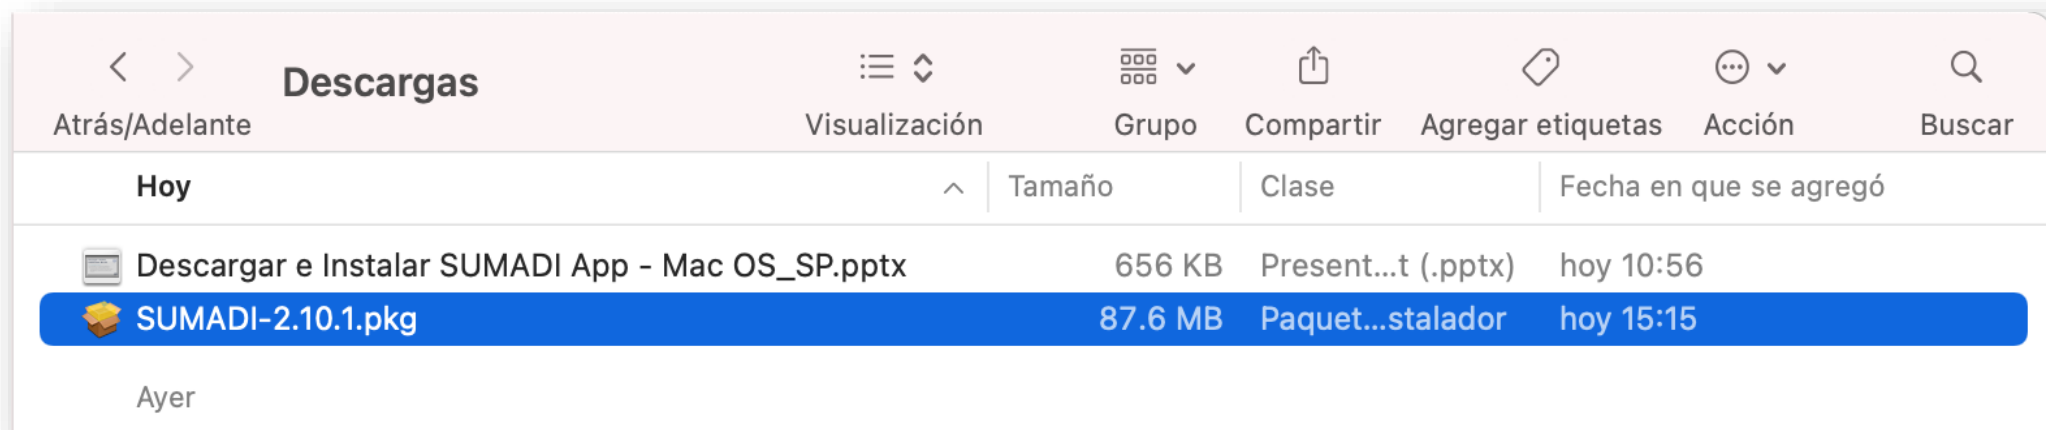 Descargas
Atrás/Adelante Visualización Grupo Compartir Agregar etiquetas Acción Buscar
Hoy Tamaño Clase Fecha en que se agregó
Descargar e Instalar SUMADI App - Mac OS_SP.pptx 656 KB Present...t (.pptx) hoy 10:56
SUMADI-2.10.1.pkg 87.6 MB Paquet...stalador hoy 15:15
Ayer